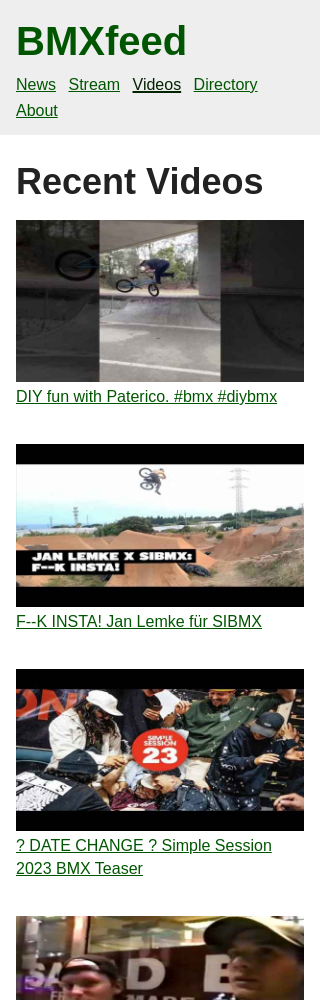 BMXfeed
News Stream Videos Directory
About
Recent Videos
DIY fun with Paterico. #bmx #diybmx
JAN LEMKE X SIBMX:
F--K INSTA!
F--K INSTA! Jan Lemke für SIBMX
SIMPLE
SESSION
23
? DATE CHANGE ? Simple Session
2023 BMX Teaser